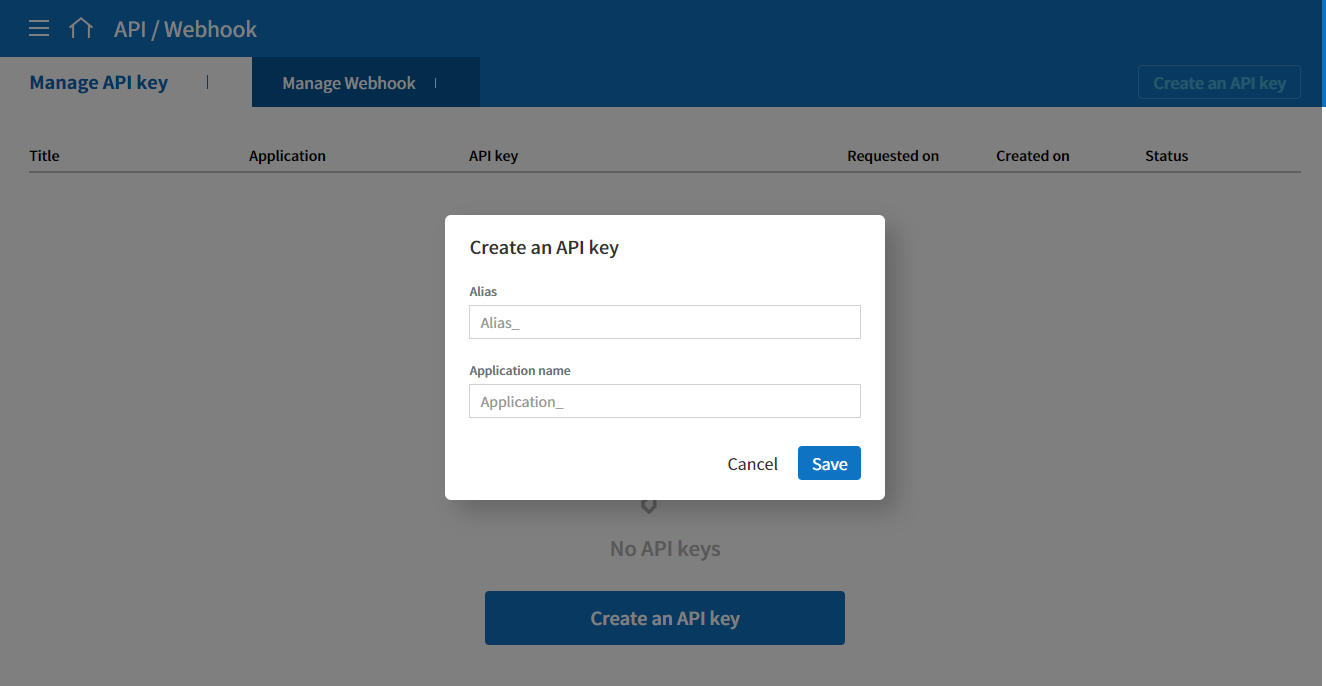 API / Webhook
Manage API key
Manage Webhook
Create an API key
Title Application API key Requested on Created on Status
Create an API key
Alias
Alias_
Application name
Application_
Cancel Save
No API keys
Create an API key